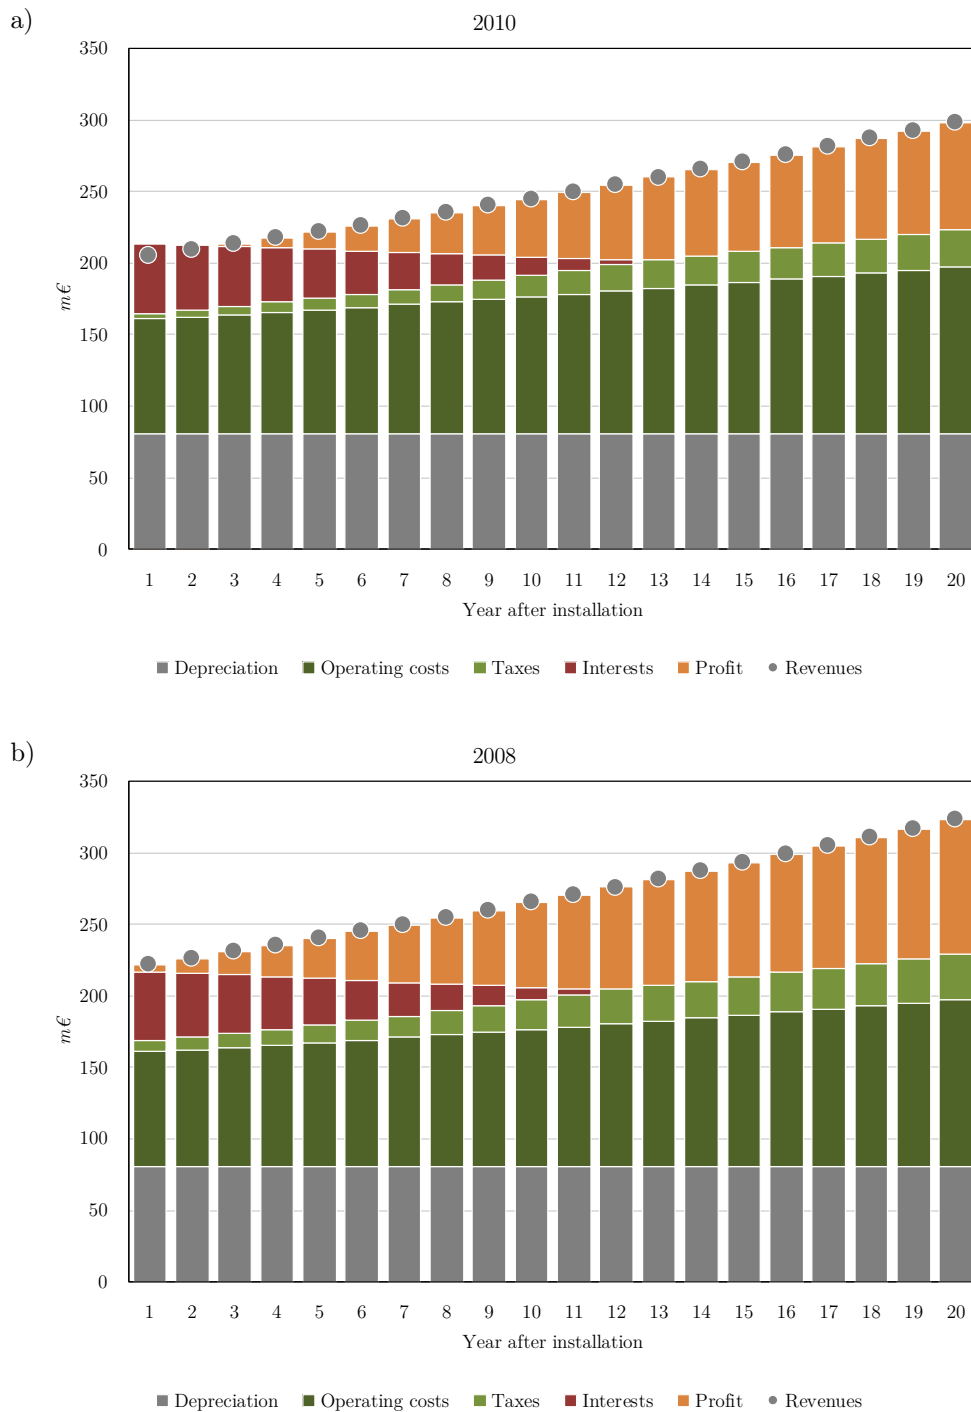 a)
2010
350
300
250
200
150
100
50
0
m€
1 2 3 4 5 6 7 8 9 10 11 12 13 14 15 16 17 18 19 20
Year after installation
Depreciation Operating costs Taxes Interests Profit Revenues
b)
2008
350
300
250
200
150
100
50
0
m€
1 2 3 4 5 6 7 8 9 10 11 12 13 14 15 16 17 18 19 20
Year after installation
Depreciation Operating costs Taxes Interests Profit Revenues